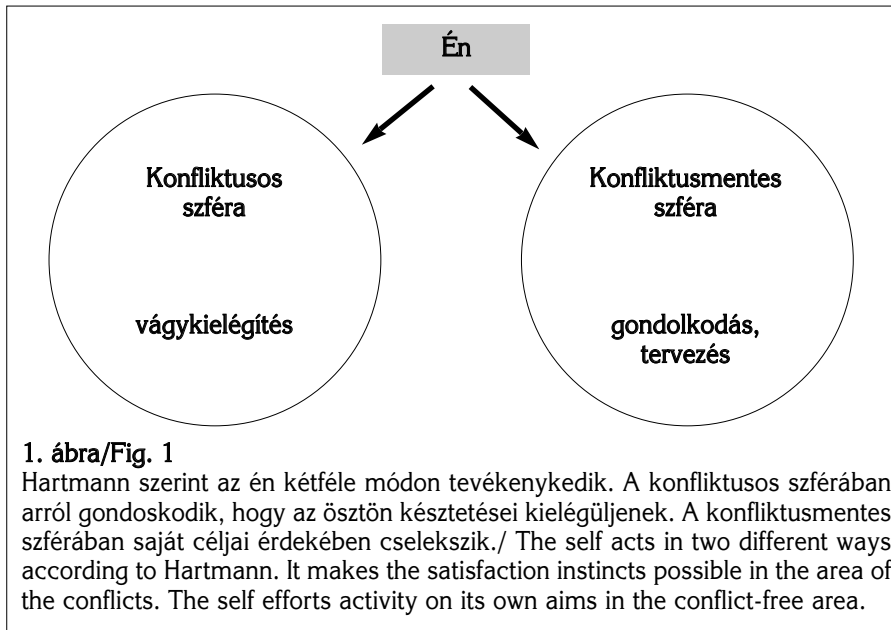 Én
Konfliktusos
szféra
Konfliktusmentes
szféra
vágykielégítés
gondolkodás,
tervezés
1. ábra/Fig. 1
Hartmann szerint az én kétféle módon tevékenykedik. A konfliktusos szférában
arról gondoskodik, hogy az ösztön késztetései kielégüljenek. A konfliktusmentes
szférában saját céljai érdekében cselekszik./ The self acts in two different ways
according to Hartmann. It makes the satisfaction instincts possible in the area of
the conflicts. The self efforts activity on its own aims in the conflict-free area.